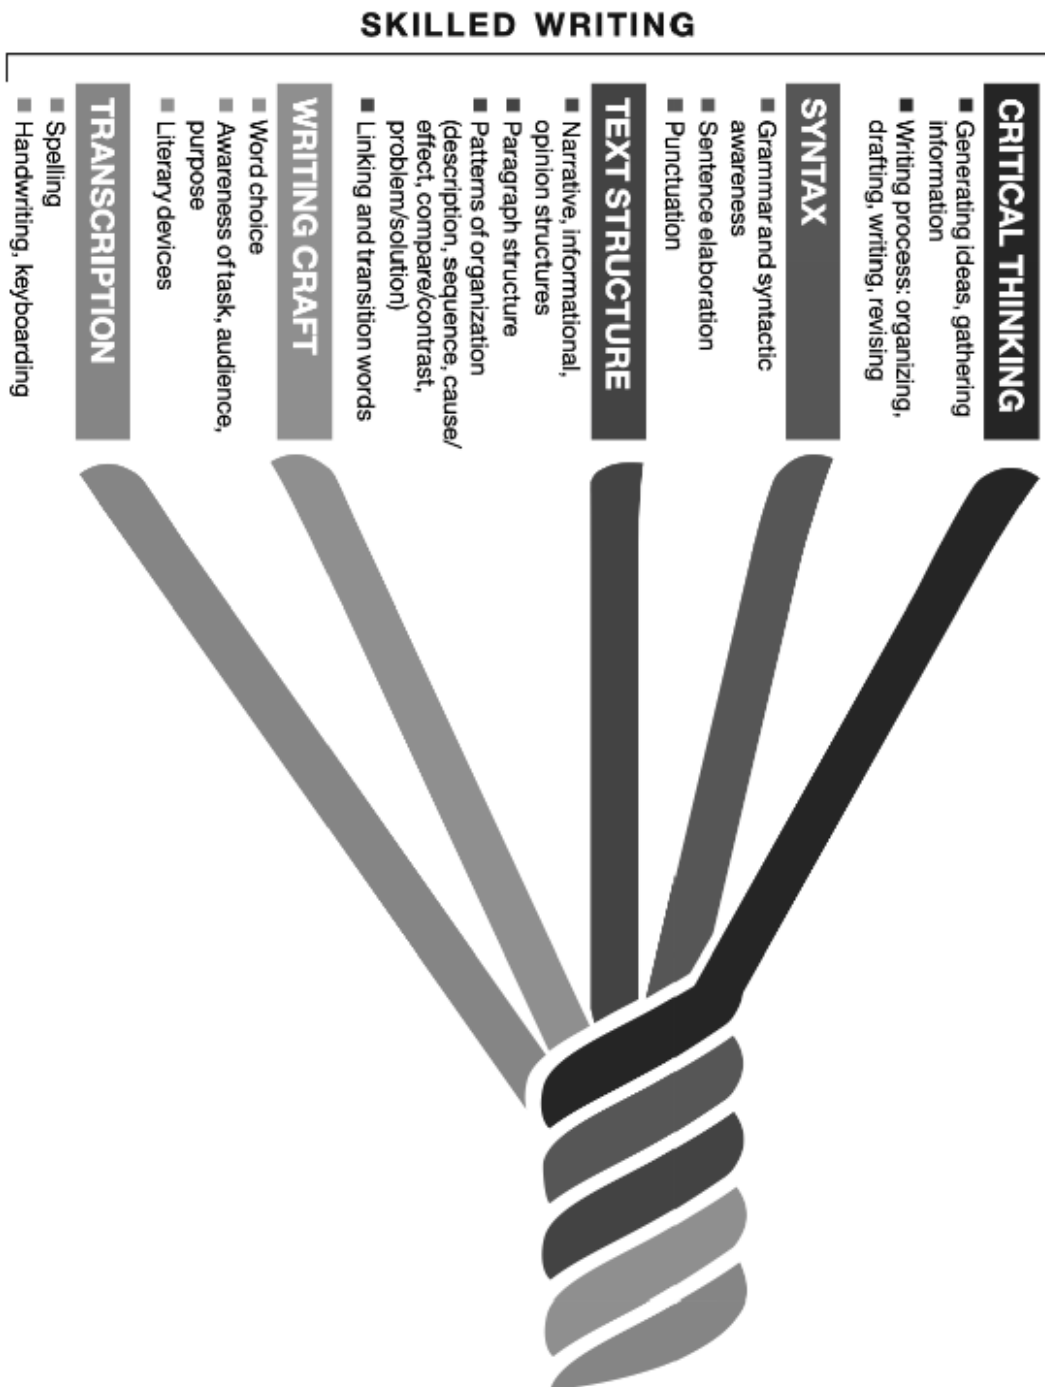 SKILLED WRITING
CRITICAL THINKING
■ Generating ideas, gathering
information
■ Writing process: organizing,
drafting, writing, revising
SYNTAX
■ Grammar and syntactic
awareness
■ Sentence elaboration
■ Punctuation
TEXT STRUCTURE
■ Narrative, informational,
opinion structures
■ Paragraph structure
■ Patterns of organization
(description, sequence, cause/
effect, compare/contrast,
problem/solution)
■ Linking and transition words
WRITING CRAFT
■ Word choice
■ Awareness of task, audience,
purpose
■ Literary devices
TRANSCRIPTION
■ Spelling
■ Handwriting, keyboarding